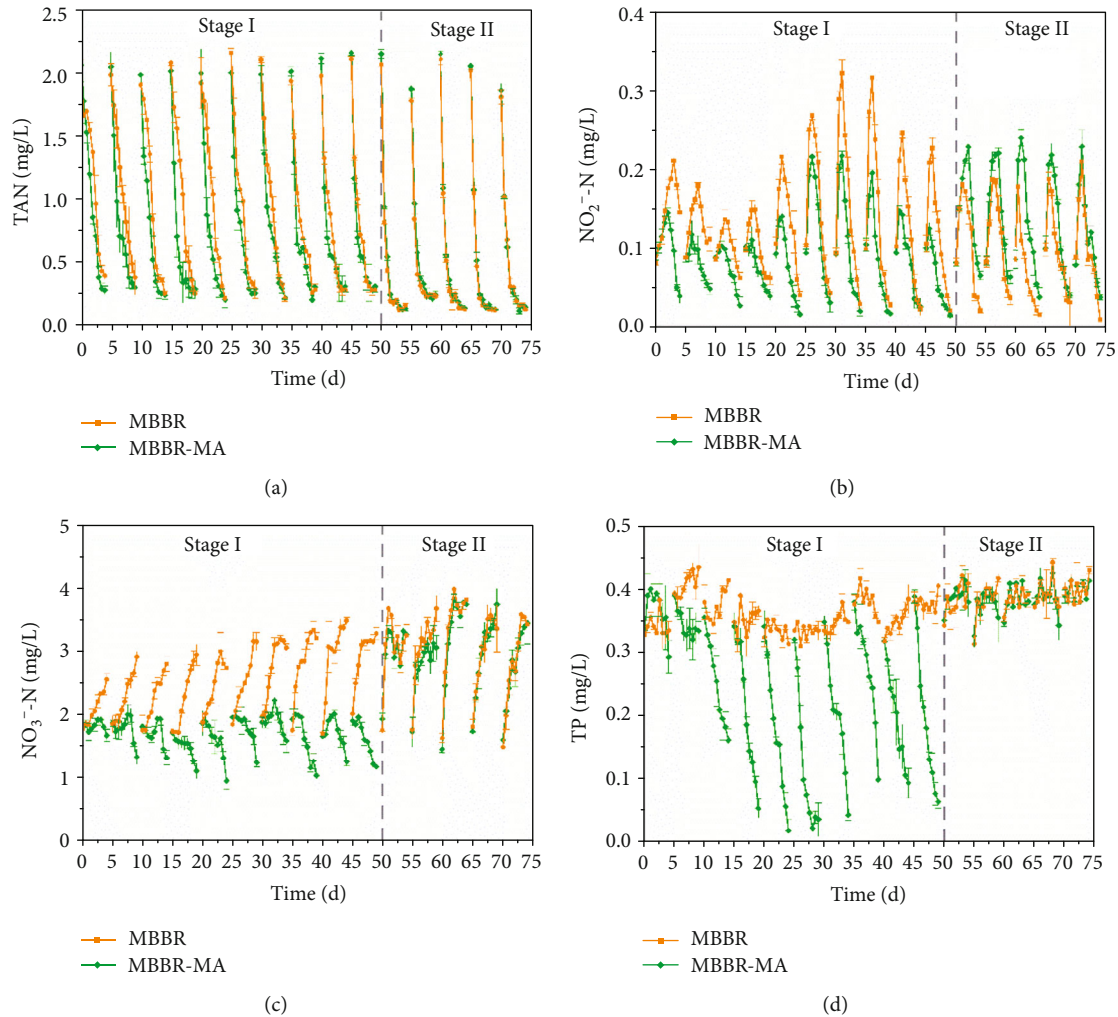 Stage I
Stage II
TAN (mg/L)
2.5
2.0
1.5
1.0
0.5
0.0
0 5 10 15 20 25 30 35 40 45 50 55 60 65 70 75
Time (d)
MBBR
MBBR-MA
(a)
Stage I
Stage II
NO₂⁻-N (mg/L)
0.4
0.3
0.2
0.1
0.0
0 5 10 15 20 25 30 35 40 45 50 55 60 65 70 75
Time (d)
MBBR
MBBR-MA
(b)
Stage I
Stage II
NO₃⁻-N (mg/L)
5
4
3
2
1
0
0 5 10 15 20 25 30 35 40 45 50 55 60 65 70 75
Time (d)
MBBR
MBBR-MA
(c)
Stage I
Stage II
TP (mg/L)
0.5
0.4
0.3
0.2
0.1
0.0
0 5 10 15 20 25 30 35 40 45 50 55 60 65 70 75
Time (d)
MBBR
MBBR-MA
(d)